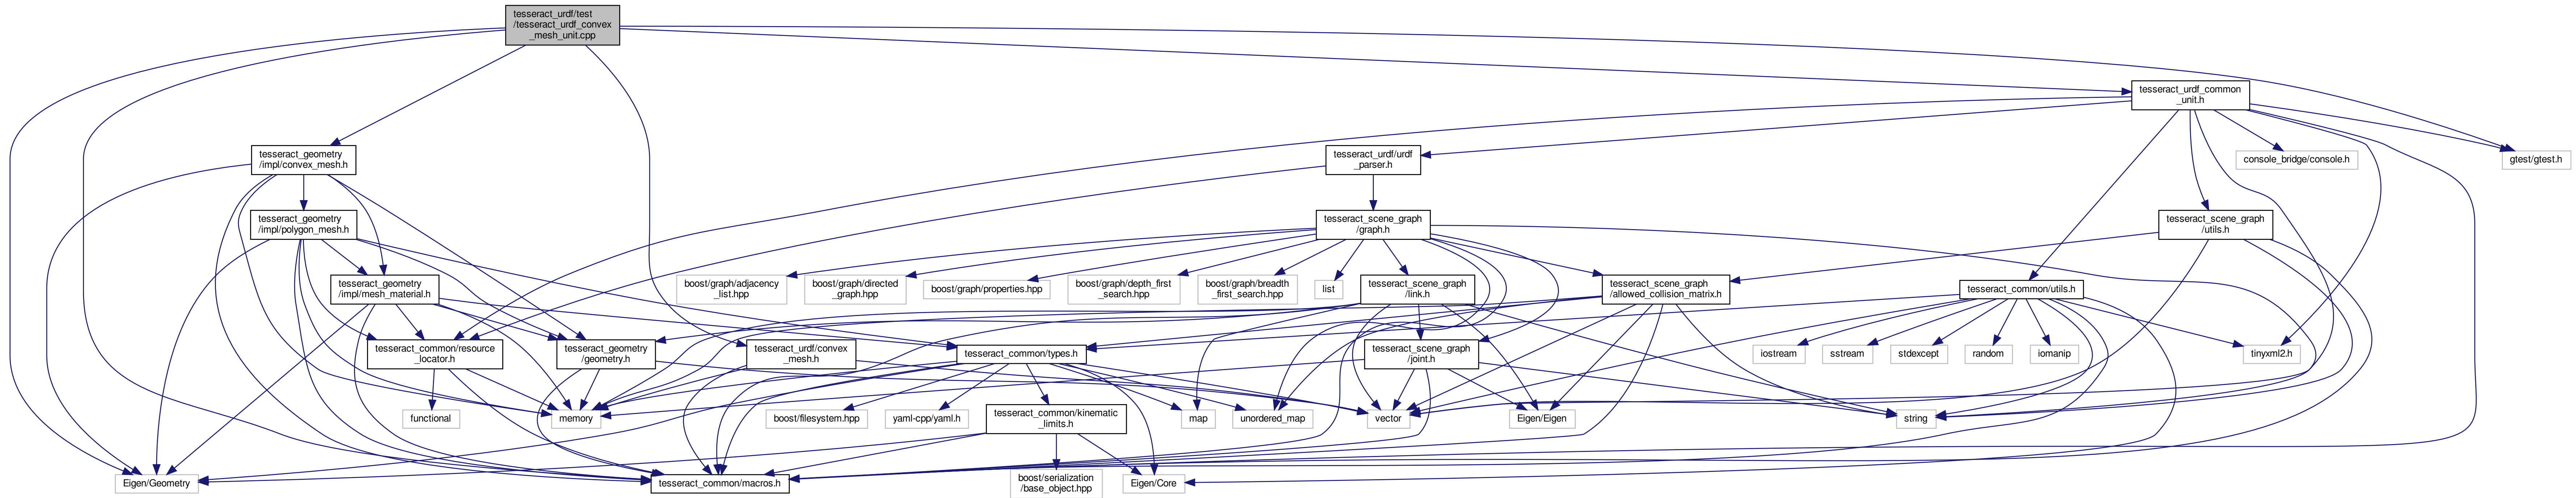 tesseract_urdf/test
/tesseract_urdf_convex
_mesh_unit.cpp
tesseract_urdf_common
_unit.h
tesseract_geometry
/impl/convex_mesh.h
tesseract_urdf/urdf
_parser.h
console_bridge/console.h
gtest/gtest.h
tesseract_geometry
/impl/polygon_mesh.h
tesseract_scene_graph
/graph.h
tesseract_scene_graph
/utils.h
tesseract_geometry
/impl/mesh_material.h
boost/graph/adjacency
_list.hpp
boost/graph/directed
_graph.hpp
boost/graph/properties.hpp
boost/graph/depth_first
_search.hpp
boost/graph/breadth
_first_search.hpp
list
tesseract_scene_graph
/link.h
tesseract_scene_graph
/allowed_collision_matrix.h
tesseract_common/utils.h
tesseract_common/resource
_locator.h
tesseract_geometry
/geometry.h
tesseract_urdf/convex
_mesh.h
tesseract_common/types.h
tesseract_scene_graph
/joint.h
iostream
sstream
stdexcept
random
iomanip
tinyxml2.h
functional
memory
boost/filesystem.hpp
yaml-cpp/yaml.h
tesseract_common/kinematic
_limits.h
map
unordered_map
vector
Eigen/Eigen
string
Eigen/Geometry
tesseract_common/macros.h
boost/serialization
/base_object.hpp
Eigen/Core